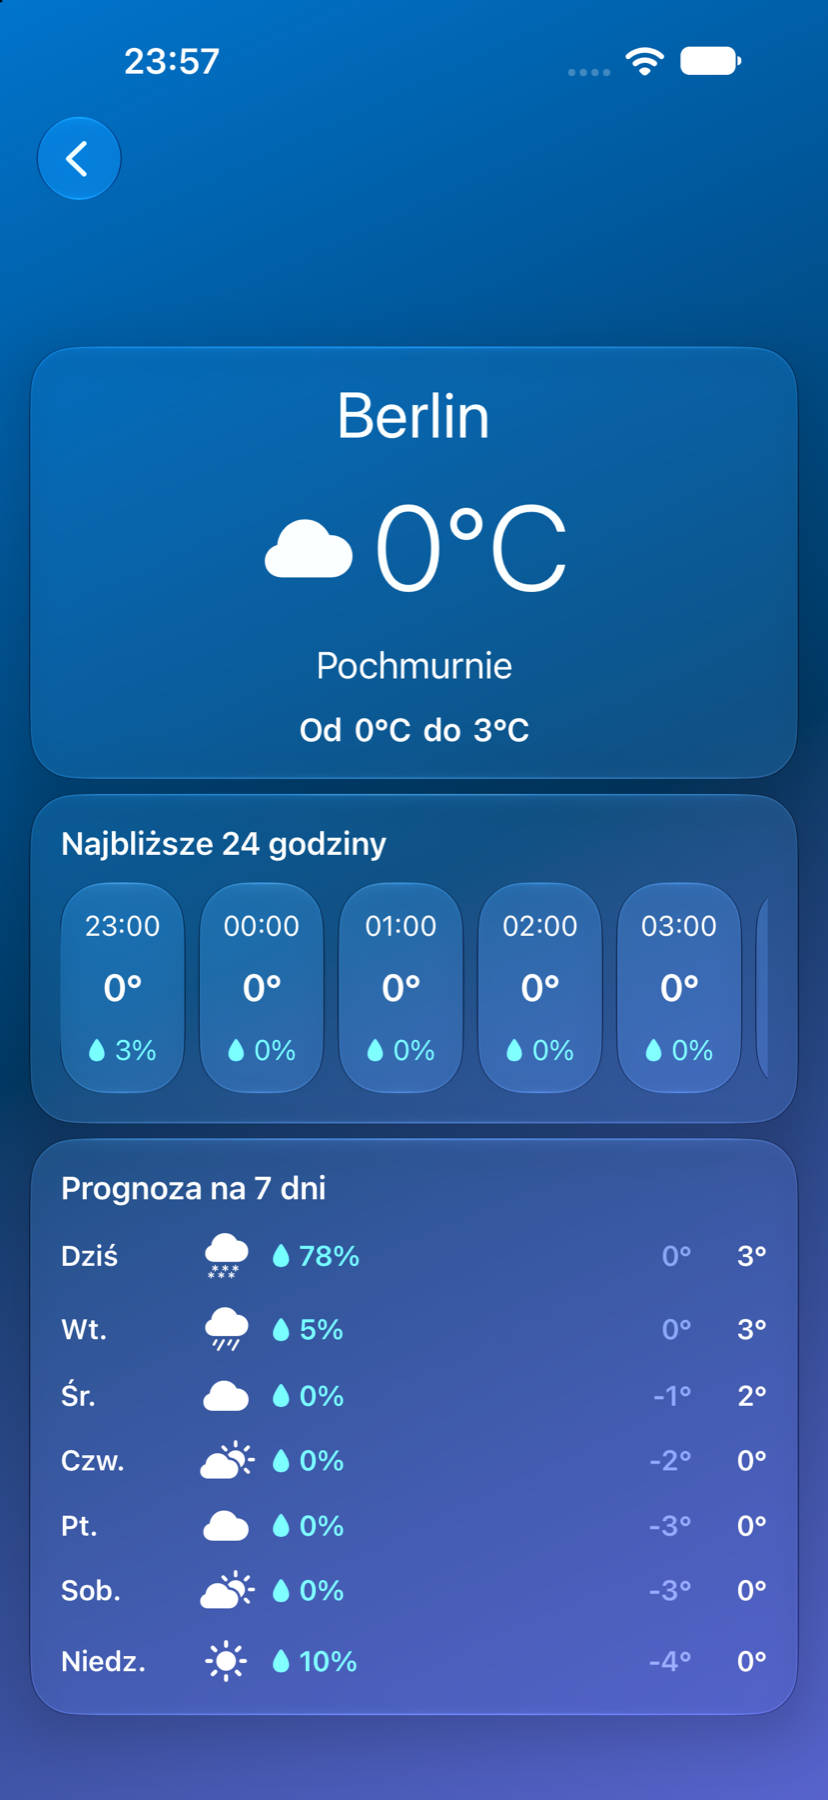 23:57
Berlin
0°C
Pochmurnie
Od 0°C do 3°C
Najbliższe 24 godziny
23:00 00:00 01:00 02:00 03:00
0° 0° 0° 0° 0°
3% 0% 0% 0% 0%
Prognoza na 7 dni
Dziś 78% 0° 3°
Wt. 5% 0° 3°
Śr. 0% -1° 2°
Czw. 0% -2° 0°
Pt. 0% -3° 0°
Sob. 0% -3° 0°
Niedz. 10% -4° 0°